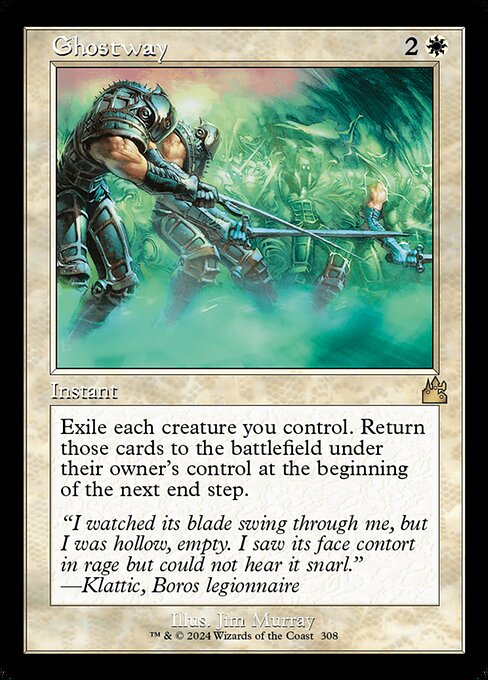 Ghostway 2
Instant
Exile each creature you control. Return
those cards to the battlefield under
their owner's control at the beginning
of the next end step.
“I watched its blade swing through me, but
I was hollow, empty. I saw its face contort
in rage but could not hear it snarl.”
—Klattic, Boros legionnaire
Illus. Jim Murray
™ & © 2024 Wizards of the Coast 308